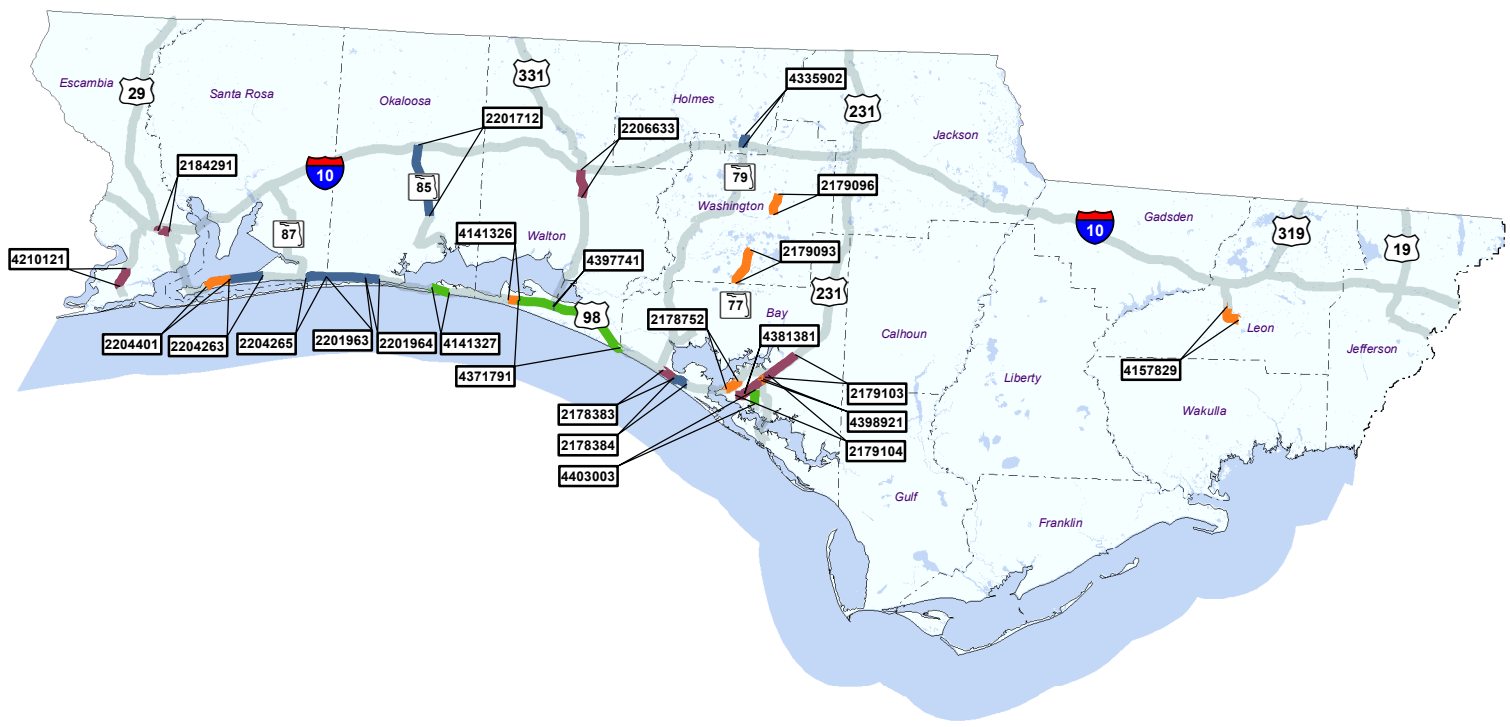 331
Escambia
29
Santa Rosa
Okaloosa
Holmes
4335902
231
2201712
2206633
Jackson
2184291
10
85
79
2179096
Washington
Gadsden
10
319
19
87
4141326
Walton
4210121
4397741
2179093
231
77
98
2178752
Bay
4381381
Calhoun
Leon
2204401
2204263
2204265
2201963
2201964
4141327
Jefferson
4371791
4157829
Liberty
2179103
Wakulla
2178383
4398921
2178384
2179104
4403003
Gulf
Franklin